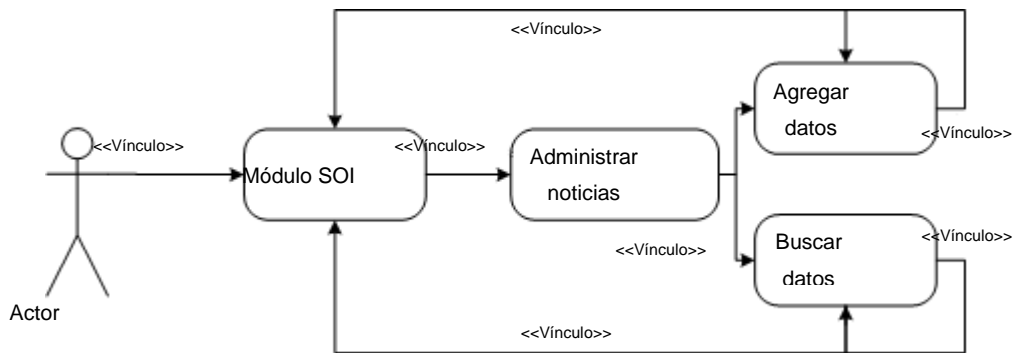 <<Vínculo>>
Agregar
datos
<<Vínculo>>
<<Vínculo>>
<<Vínculo>>
Módulo SOI
Administrar
noticias
<<Vínculo>>
Buscar
datos
<<Vínculo>>
Actor
<<Vínculo>>